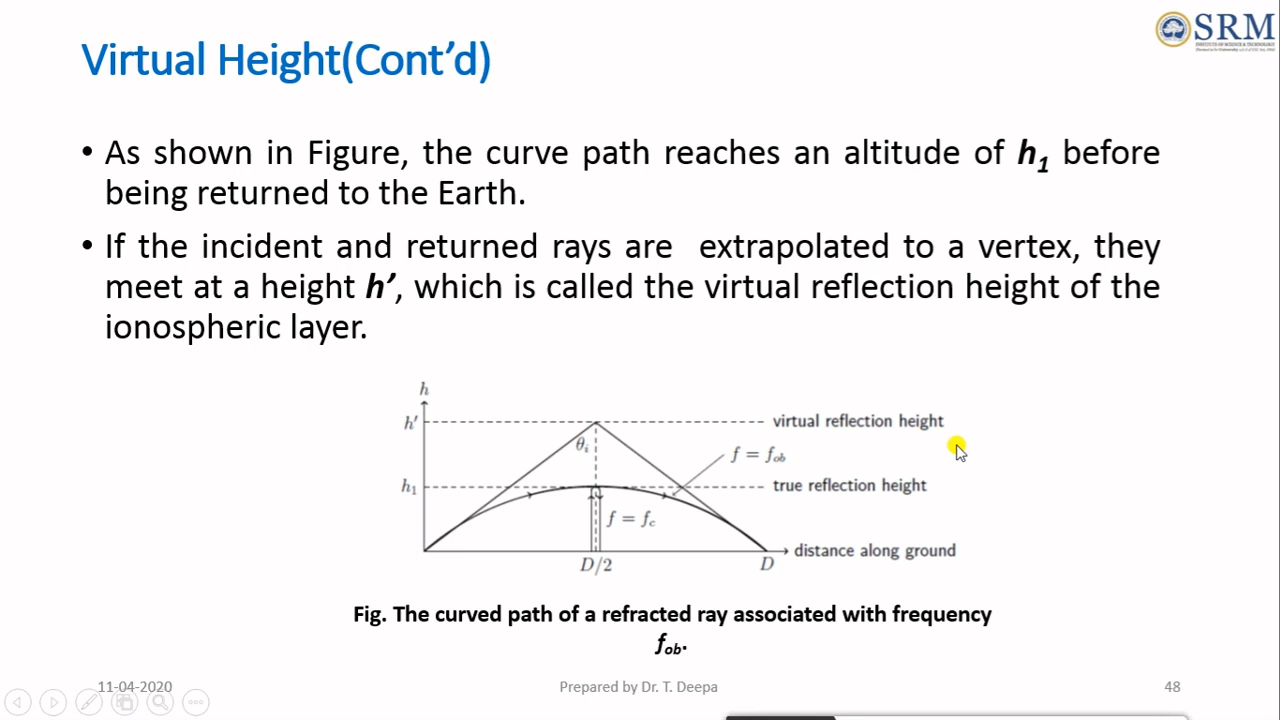 SRM
Virtual Height(Cont’d)
• As shown in Figure, the curve path reaches an altitude of h1 before
being returned to the Earth.
• If the incident and returned rays are extrapolated to a vertex, they
meet at a height h’, which is called the virtual reflection height of the
ionospheric layer.
h
h′
virtual reflection height
θi
f = fob
h1
true reflection height
f = fc
distance along ground
D/2
D
Fig. The curved path of a refracted ray associated with frequency
fob.
11-04-2020
Prepared by Dr. T. Deepa
48